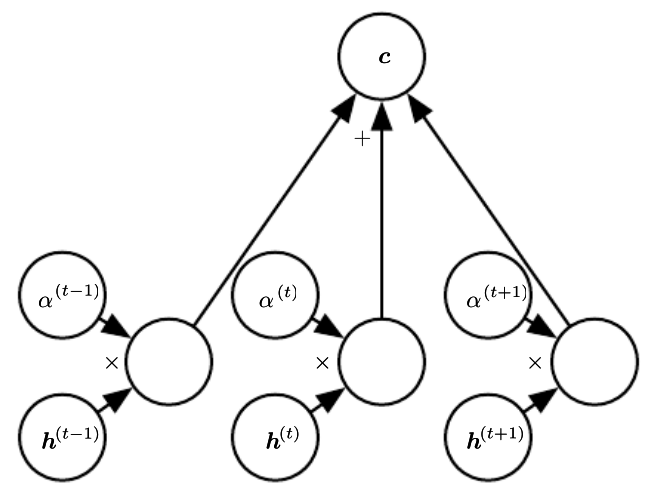 c
+
α^(t−1) α^(t) α^(t+1)
× × ×
h^(t−1) h^(t) h^(t+1)